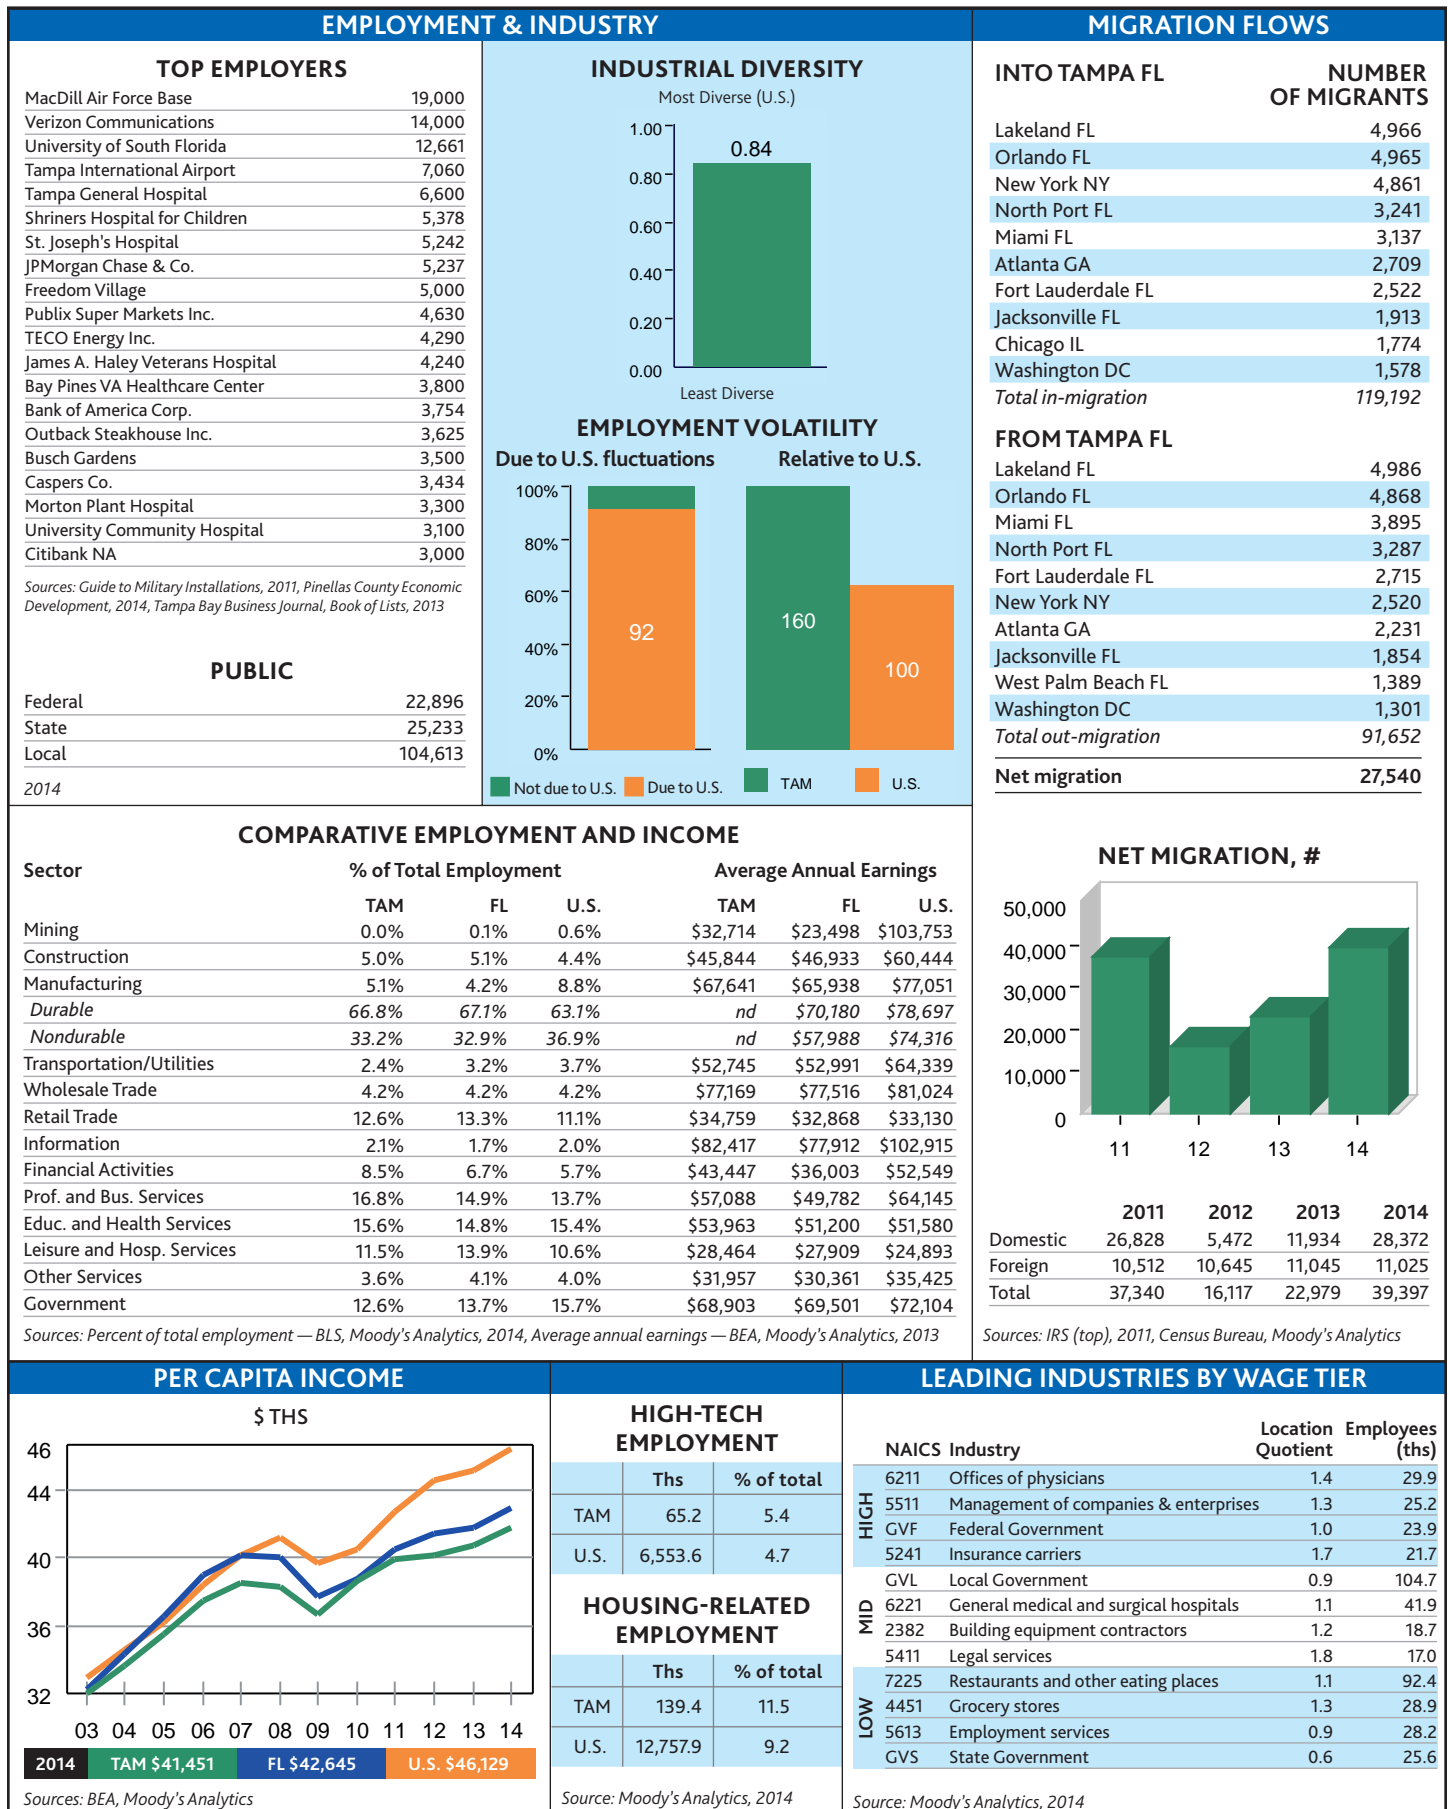 EMPLOYMENT & INDUSTRY
TOP EMPLOYERS
MacDill Air Force Base 19,000
Verizon Communications 14,000
University of South Florida 12,661
Tampa International Airport 7,060
Tampa General Hospital 6,600
Shriners Hospital for Children 5,378
St. Joseph's Hospital 5,242
JPMorgan Chase & Co. 5,237
Freedom Village 5,000
Publix Super Markets Inc. 4,630
TECO Energy Inc. 4,290
James A. Haley Veterans Hospital 4,240
Bay Pines VA Healthcare Center 3,800
Bank of America Corp. 3,754
Outback Steakhouse Inc. 3,625
Busch Gardens 3,500
Caspers Co. 3,434
Morton Plant Hospital 3,300
University Community Hospital 3,100
Citibank NA 3,000
Sources: Guide to Military Installations, 2011, Pinellas County Economic
Development, 2014, Tampa Bay Business Journal, Book of Lists, 2013
PUBLIC
Federal 22,896
State 25,233
Local 104,613
2014
INDUSTRIAL DIVERSITY
Most Diverse (U.S.)
1.00
0.84
0.80
0.60
0.40
0.20
0.00
Least Diverse
EMPLOYMENT VOLATILITY
Due to U.S. fluctuations Relative to U.S.
100%
80%
60%
40%
20%
0%
92
160
100
Not due to U.S. Due to U.S. TAM U.S.
MIGRATION FLOWS
INTO TAMPA FL NUMBER
OF MIGRANTS
Lakeland FL 4,966
Orlando FL 4,965
New York NY 4,861
North Port FL 3,241
Miami FL 3,137
Atlanta GA 2,709
Fort Lauderdale FL 2,522
Jacksonville FL 1,913
Chicago IL 1,774
Washington DC 1,578
Total in-migration 119,192
FROM TAMPA FL
Lakeland FL 4,986
Orlando FL 4,868
Miami FL 3,895
North Port FL 3,287
Fort Lauderdale FL 2,715
New York NY 2,520
Atlanta GA 2,231
Jacksonville FL 1,854
West Palm Beach FL 1,389
Washington DC 1,301
Total out-migration 91,652
Net migration 27,540
NET MIGRATION, #
50,000
40,000
30,000
20,000
10,000
0
11 12 13 14
2011 2012 2013 2014
Domestic 26,828 5,472 11,934 28,372
Foreign 10,512 10,645 11,045 11,025
Total 37,340 16,117 22,979 39,397
Sources: IRS (top), 2011, Census Bureau, Moody's Analytics
COMPARATIVE EMPLOYMENT AND INCOME
Sector % of Total Employment Average Annual Earnings
TAM FL U.S. TAM FL U.S.
Mining 0.0% 0.1% 0.6% $32,714 $23,498 $103,753
Construction 5.0% 5.1% 4.4% $45,844 $46,933 $60,444
Manufacturing 5.1% 4.2% 8.8% $67,641 $65,938 $77,051
Durable 66.8% 67.1% 63.1% nd $70,180 $78,697
Nondurable 33.2% 32.9% 36.9% nd $57,988 $74,316
Transportation/Utilities 2.4% 3.2% 3.7% $52,745 $52,991 $64,339
Wholesale Trade 4.2% 4.2% 4.2% $77,169 $77,516 $81,024
Retail Trade 12.6% 13.3% 11.1% $34,759 $32,868 $33,130
Information 2.1% 1.7% 2.0% $82,417 $77,912 $102,915
Financial Activities 8.5% 6.7% 5.7% $43,447 $36,003 $52,549
Prof. and Bus. Services 16.8% 14.9% 13.7% $57,088 $49,782 $64,145
Educ. and Health Services 15.6% 14.8% 15.4% $53,963 $51,200 $51,580
Leisure and Hosp. Services 11.5% 13.9% 10.6% $28,464 $27,909 $24,893
Other Services 3.6% 4.1% 4.0% $31,957 $30,361 $35,425
Government 12.6% 13.7% 15.7% $68,903 $69,501 $72,104
Sources: Percent of total employment — BLS, Moody's Analytics, 2014, Average annual earnings — BEA, Moody's Analytics, 2013
PER CAPITA INCOME
$ THS
46
44
40
36
32
03 04 05 06 07 08 09 10 11 12 13 14
2014 TAM $41,451 FL $42,645 U.S. $46,129
Sources: BEA, Moody's Analytics
HIGH-TECH
EMPLOYMENT
Ths % of total
TAM 65.2 5.4
U.S. 6,553.6 4.7
HOUSING-RELATED
EMPLOYMENT
Ths % of total
TAM 139.4 11.5
U.S. 12,757.9 9.2
Source: Moody's Analytics, 2014
LEADING INDUSTRIES BY WAGE TIER
Location Employees
NAICS Industry Quotient (ths)
HIGH
6211 Offices of physicians 1.4 29.9
5511 Management of companies & enterprises 1.3 25.2
GVF Federal Government 1.0 23.9
5241 Insurance carriers 1.7 21.7
MID
GVL Local Government 0.9 104.7
6221 General medical and surgical hospitals 1.1 41.9
2382 Building equipment contractors 1.2 18.7
5411 Legal services 1.8 17.0
LOW
7225 Restaurants and other eating places 1.1 92.4
4451 Grocery stores 1.3 28.9
5613 Employment services 0.9 28.2
GVS State Government 0.6 25.6
Source: Moody's Analytics, 2014